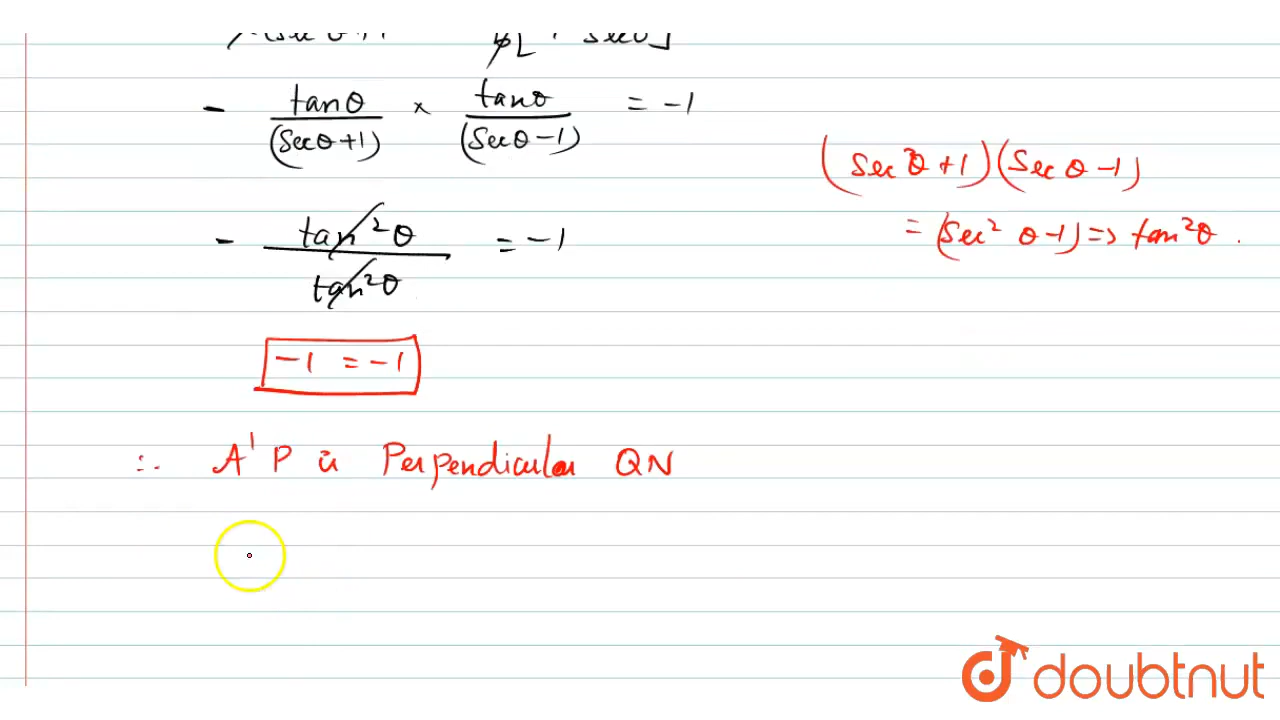 - tanθ/(Secθ+1) × tanθ/(Secθ-1) = -1
(Sec²θ+1)(Secθ-1)
= (Sec²θ-1) => tan²θ.
- tan²θ/tan²θ = -1
-1 = -1
∴ A'P is Perpendicular QN
doubtnut